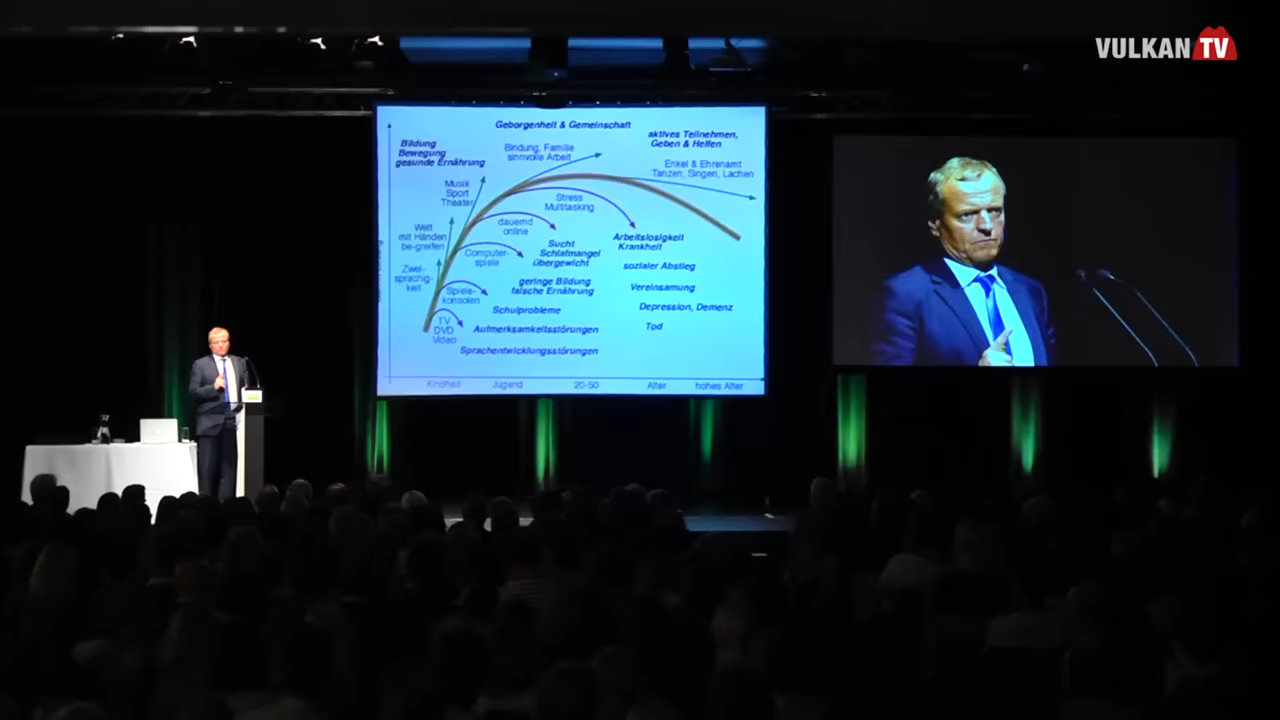 VULKAN TV
Geborgenheit & Gemeinschaft
aktives Teilnehmen,
Geben & Helfen
Bildung
Bewegung
gesunde Ernährung
Bindung, Familie
sinnvolle Arbeit
Enkel & Ehrenamt
Tanzen, Singen, Lachen
Musik
Sport
Theater
Stress
Multitasking
Welt
mit Händen
be-greifen
dauernd
online
Arbeitslosigkeit
Krankheit
Sucht
Schlafmangel
übergewicht
Computer-
spiele
Zwei-
sprachig-
keit
sozialer Abstieg
geringe Bildung
falsche Ernährung
Vereinsamung
Spiele-
konsolen
Schulprobleme
Depression, Demenz
TV
DVD
Video
Aufmerksamkeitsstörungen
Tod
Sprachentwicklungsstörungen
Kindheit
Jugend
20-50
Alter
hohes Alter